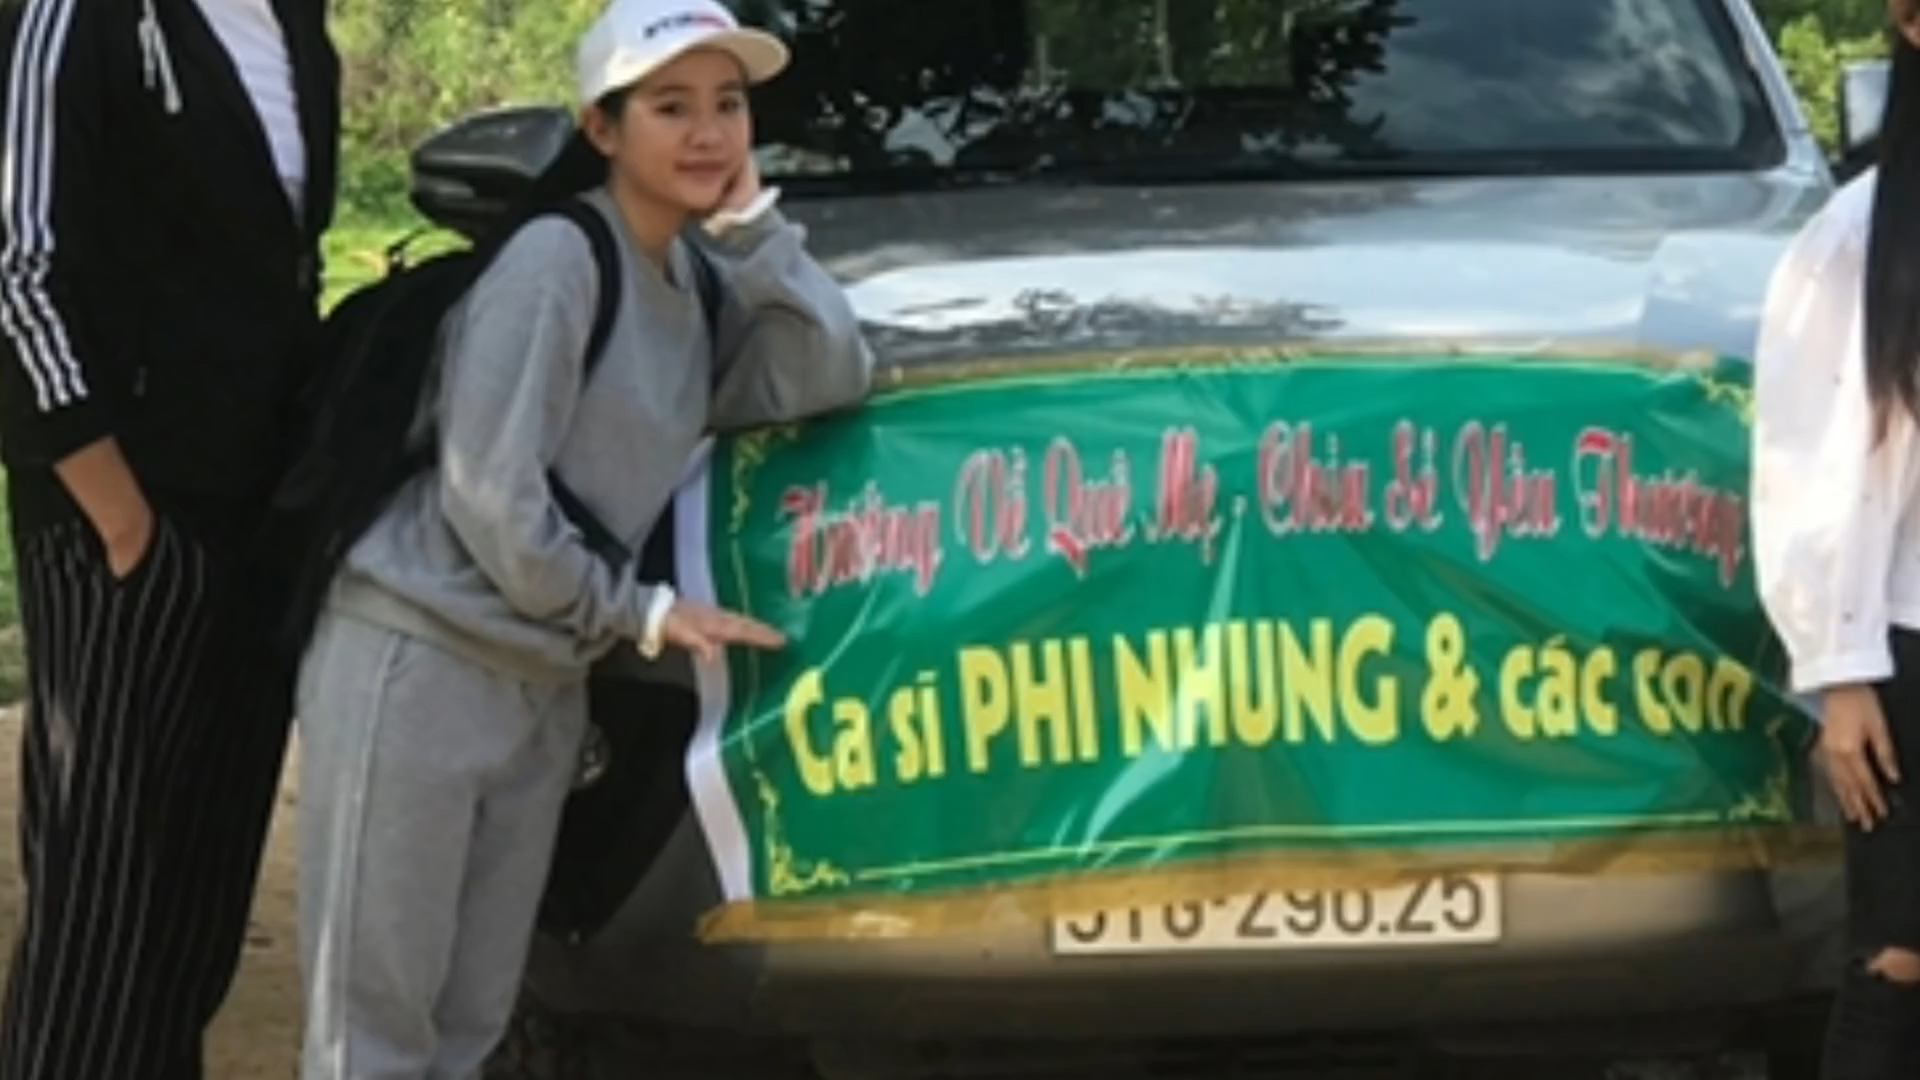 Hướng Về Quê Mẹ - Chia Sẻ Yêu Thương
Ca sĩ PHI NHUNG & các con
51G-290.25